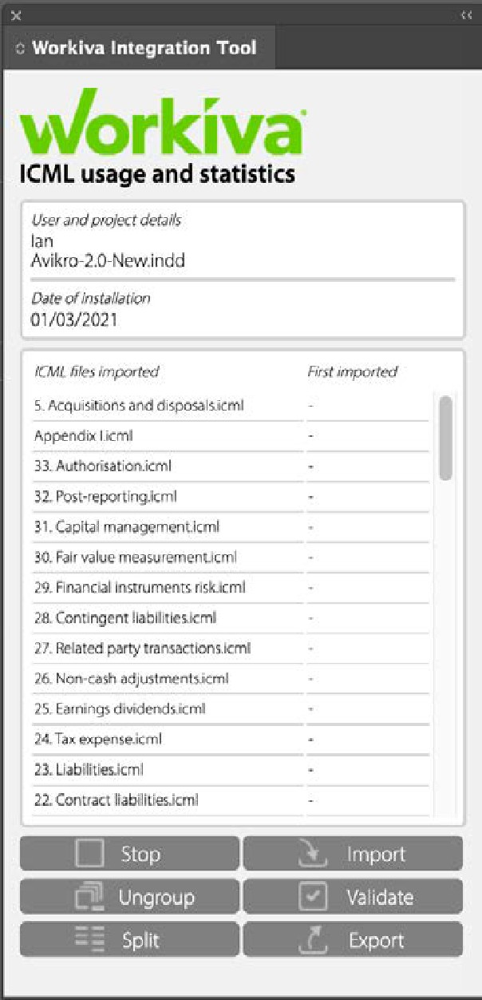 Workiva Integration Tool
workiva
ICML usage and statistics
User and project details
Ian
Avikro-2.0-New.indd
Date of installation
01/03/2021
ICML files imported First imported
5. Acquisitions and disposals.icml -
Appendix I.icml -
33. Authorisation.icml -
32. Post-reporting.icml -
31. Capital management.icml -
30. Fair value measurement.icml -
29. Financial instruments risk.icml -
28. Contingent liabilities.icml -
27. Related party transactions.icml -
26. Non-cash adjustments.icml -
25. Earnings dividends.icml -
24. Tax expense.icml -
23. Liabilities.icml -
22. Contract liabilities.icml -
Stop Import
Ungroup Validate
Split Export